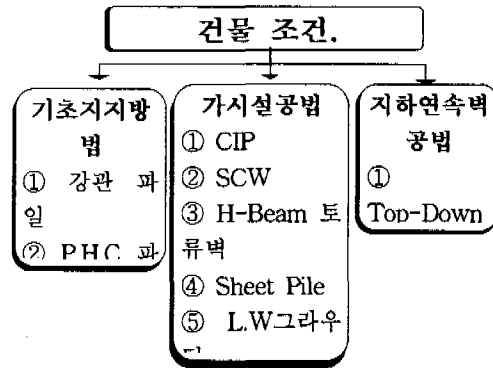 건물 조건.
기초지지방
법
① 강관 파
일
② PHC 파
가시설공법
① CIP
② SCW
③ H-Beam 토
류벽
④ Sheet Pile
⑤ L.W그라우
지하연속벽
공법
①
Top-Down